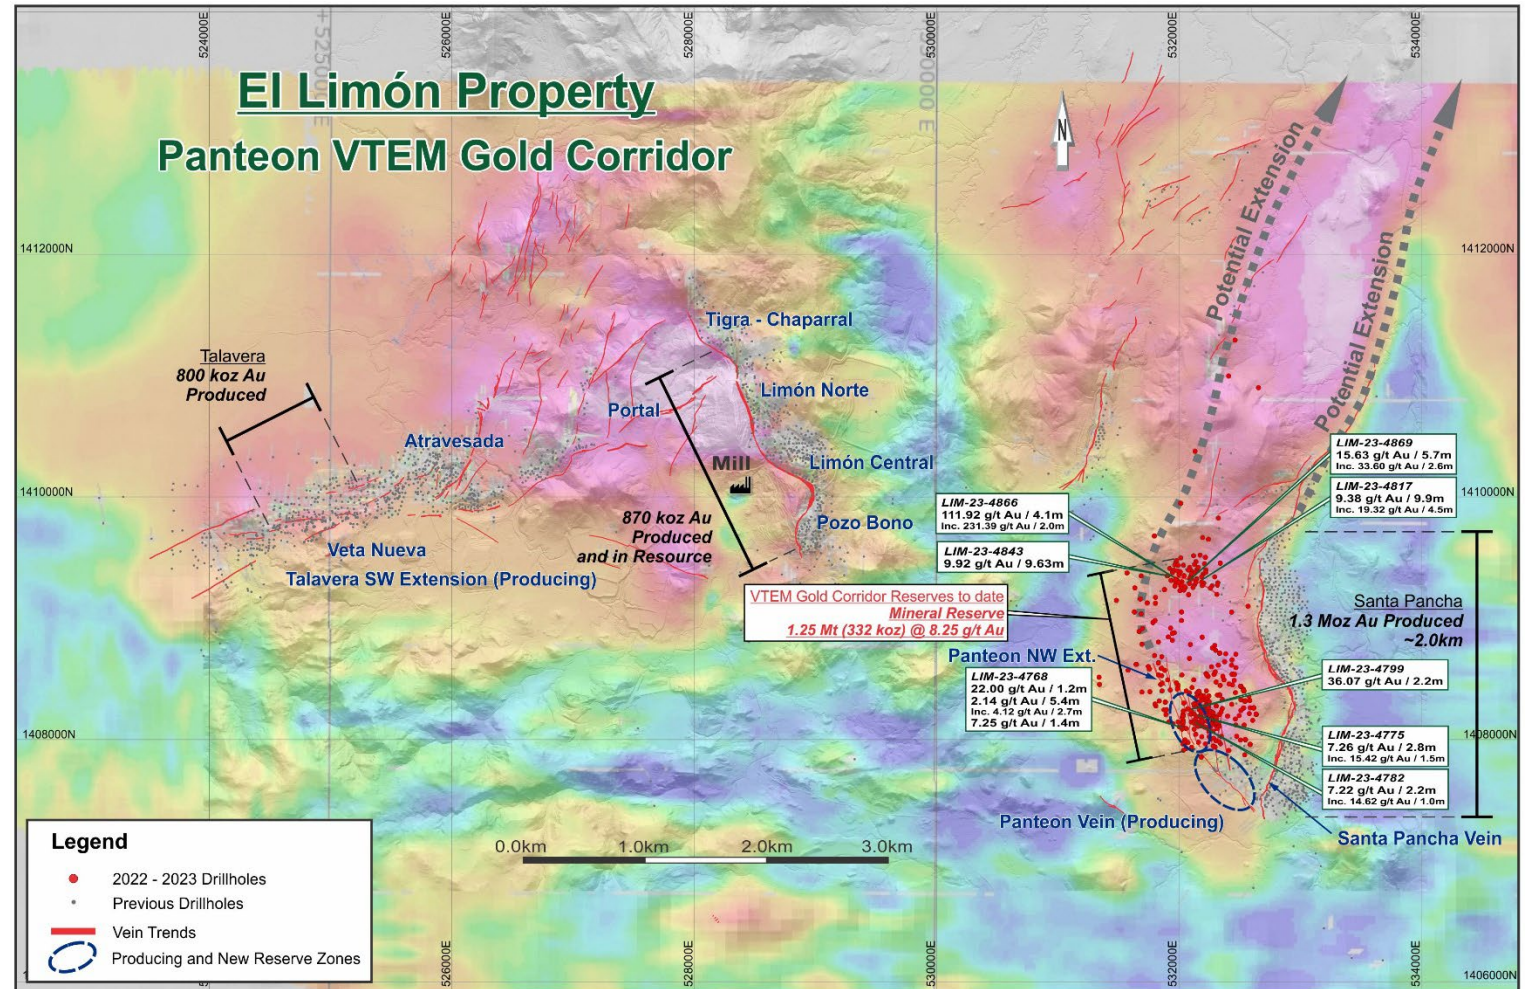 524000E
+525000 E
526000E
528000E
530000E
530000 E
532000E
534000E
El Limón Property
Panteon VTEM Gold Corridor
N
1412000N
1412000N
Potential Extension
Potential Extension
Talavera
800 koz Au
Produced
Tigra - Chaparral
Limón Norte
Portal
Atravesada
Mill
Limón Central
1410000N
1410000N
Pozo Bono
870 koz Au
Produced
and in Resource
Veta Nueva
Talavera SW Extension (Producing)
LIM-23-4869
15.63 g/t Au / 5.7m
Inc. 33.60 g/t Au / 2.6m
LIM-23-4817
9.38 g/t Au / 9.9m
Inc. 19.32 g/t Au / 4.5m
LIM-23-4866
111.92 g/t Au / 4.1m
Inc. 231.39 g/t Au / 2.0m
LIM-23-4843
9.92 g/t Au / 9.63m
VTEM Gold Corridor Reserves to date
Mineral Reserve
1.25 Mt (332 koz) @ 8.25 g/t Au
Santa Pancha
1.3 Moz Au Produced
~2.0km
Panteon NW Ext.
LIM-23-4768
22.00 g/t Au / 1.2m
2.14 g/t Au / 5.4m
Inc. 4.12 g/t Au / 2.7m
7.25 g/t Au / 1.4m
LIM-23-4799
36.07 g/t Au / 2.2m
1408000N
1408000N
LIM-23-4775
7.26 g/t Au / 2.8m
Inc. 15.42 g/t Au / 1.5m
LIM-23-4782
7.22 g/t Au / 2.2m
Inc. 14.62 g/t Au / 1.0m
Panteon Vein (Producing)
Santa Pancha Vein
0.0km
1.0km
2.0km
3.0km
Legend
2022 - 2023 Drillholes
Previous Drillholes
Vein Trends
Producing and New Reserve Zones
526000E
528000E
530000E
532000E
534000E
1406000N